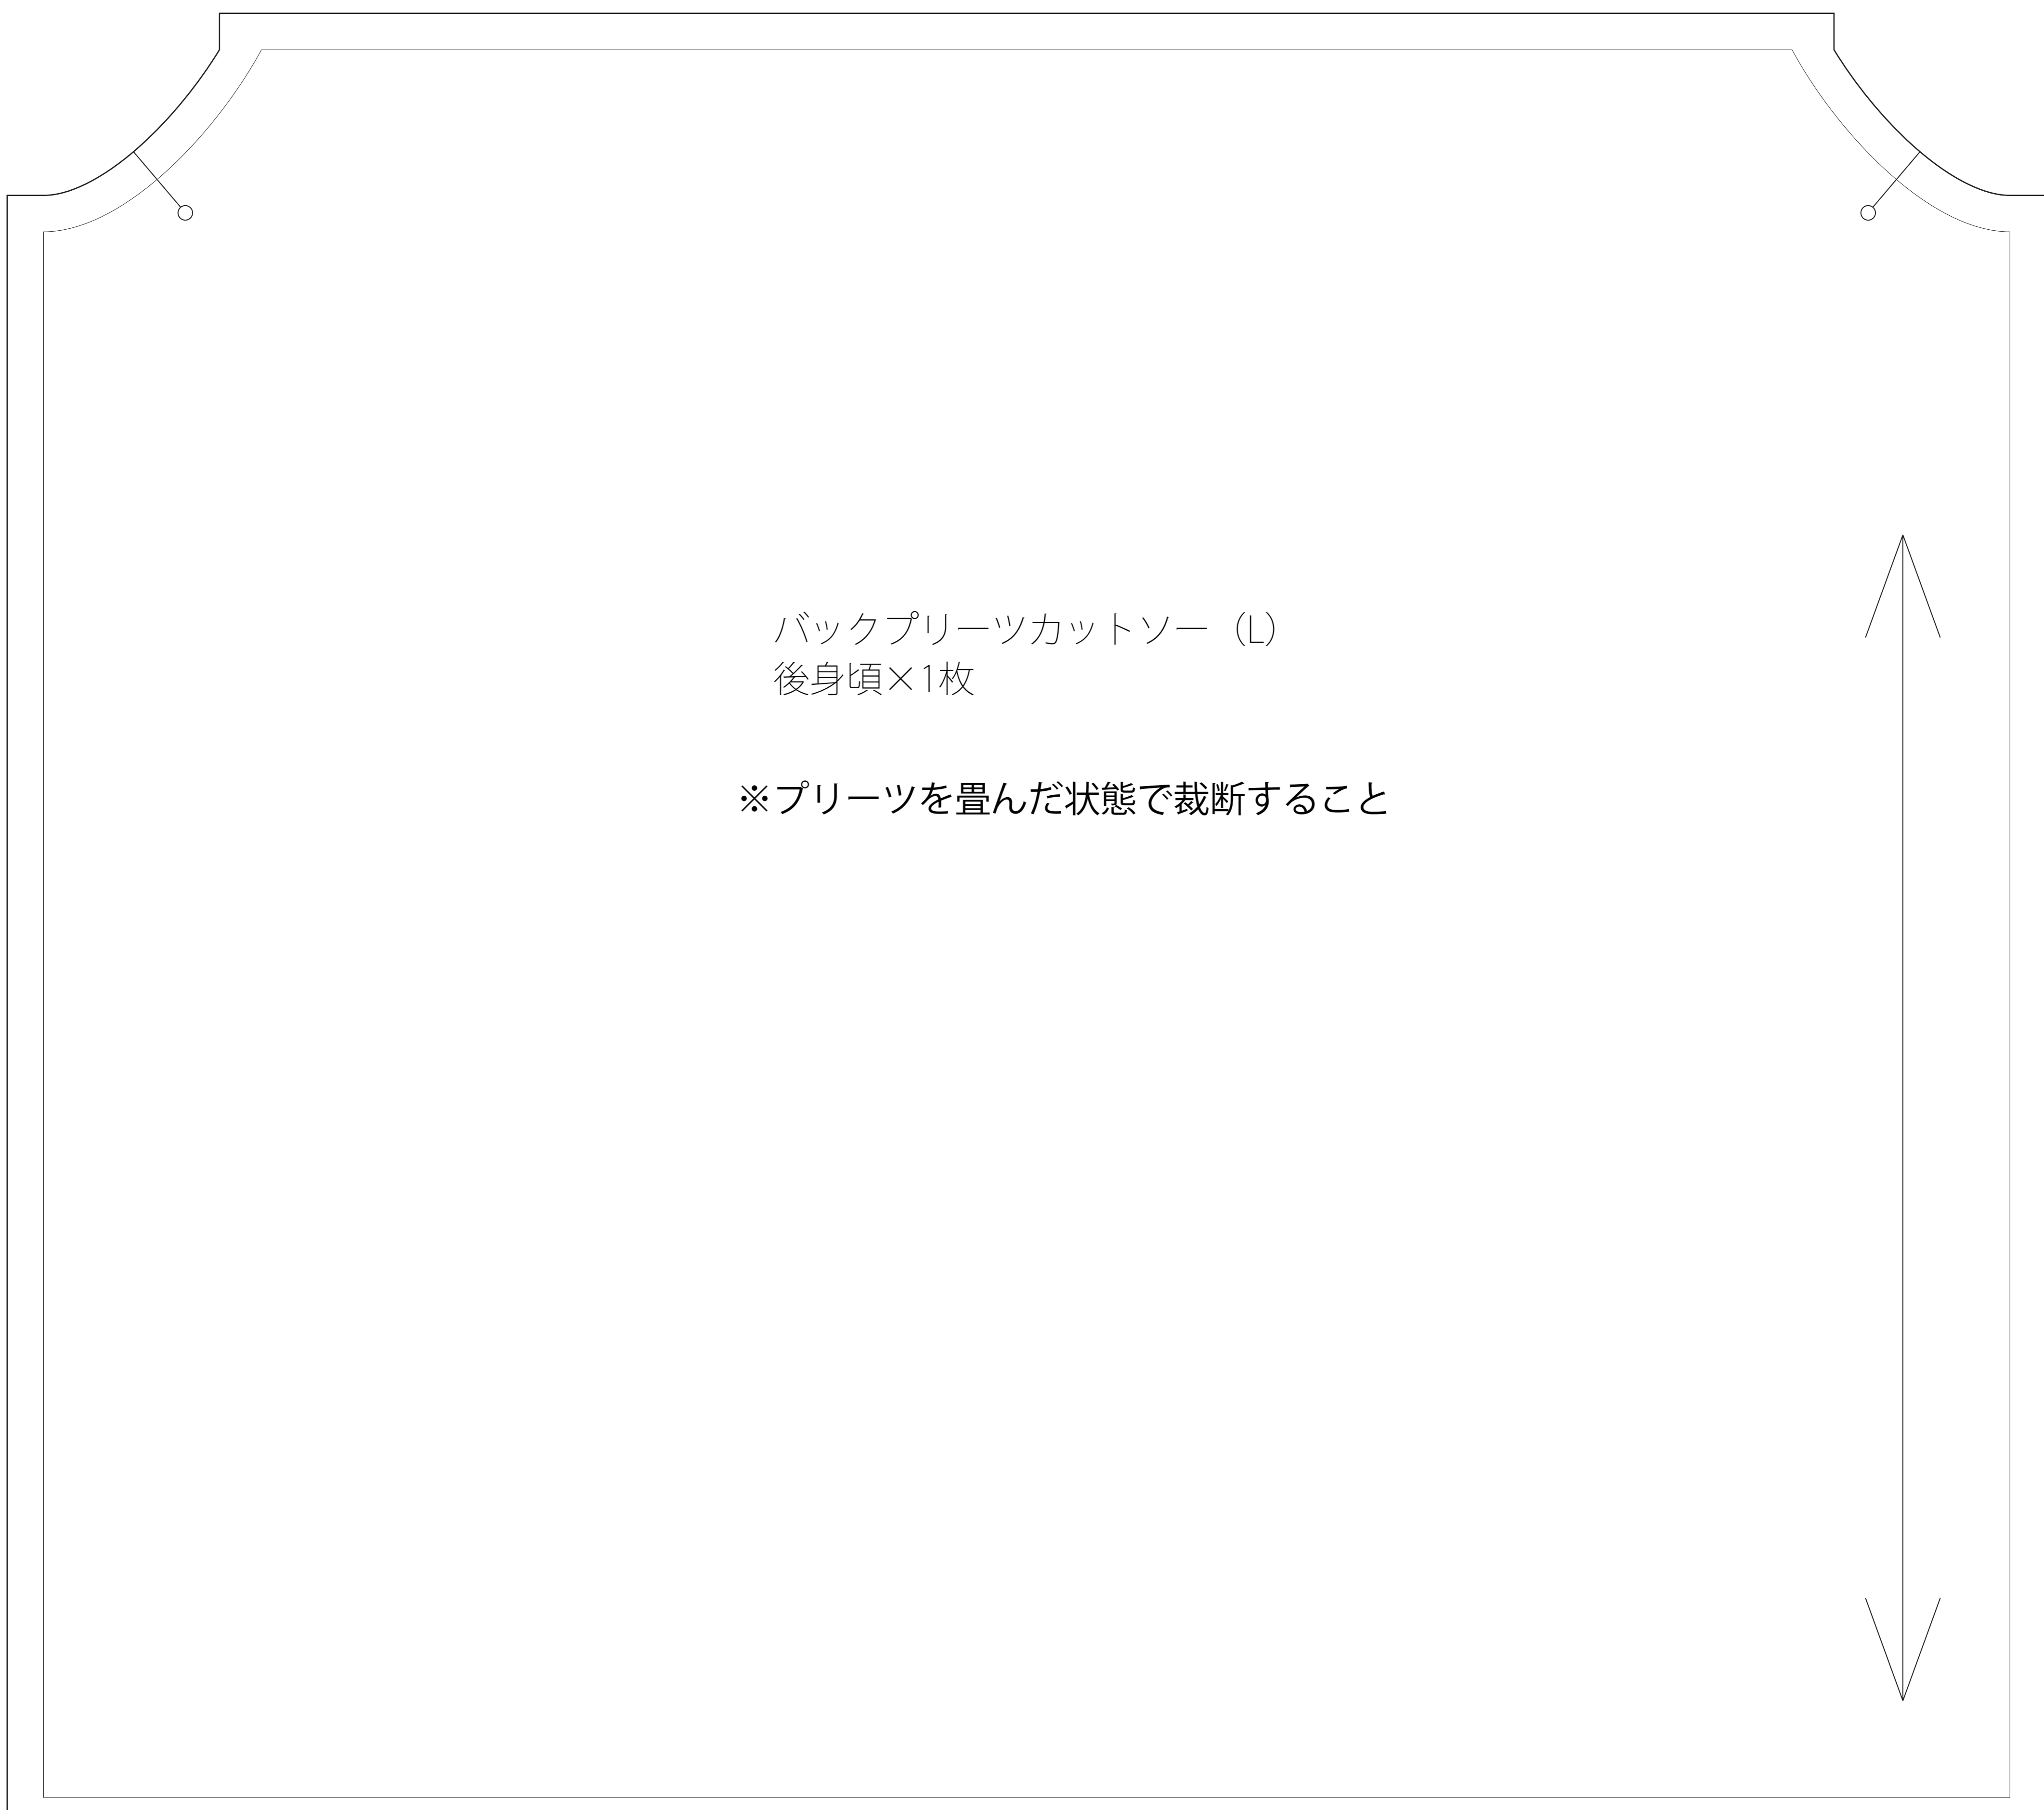 バックプリーツカットソー（L）
後身頃×1枚
※プリーツを畳んだ状態で裁断すること